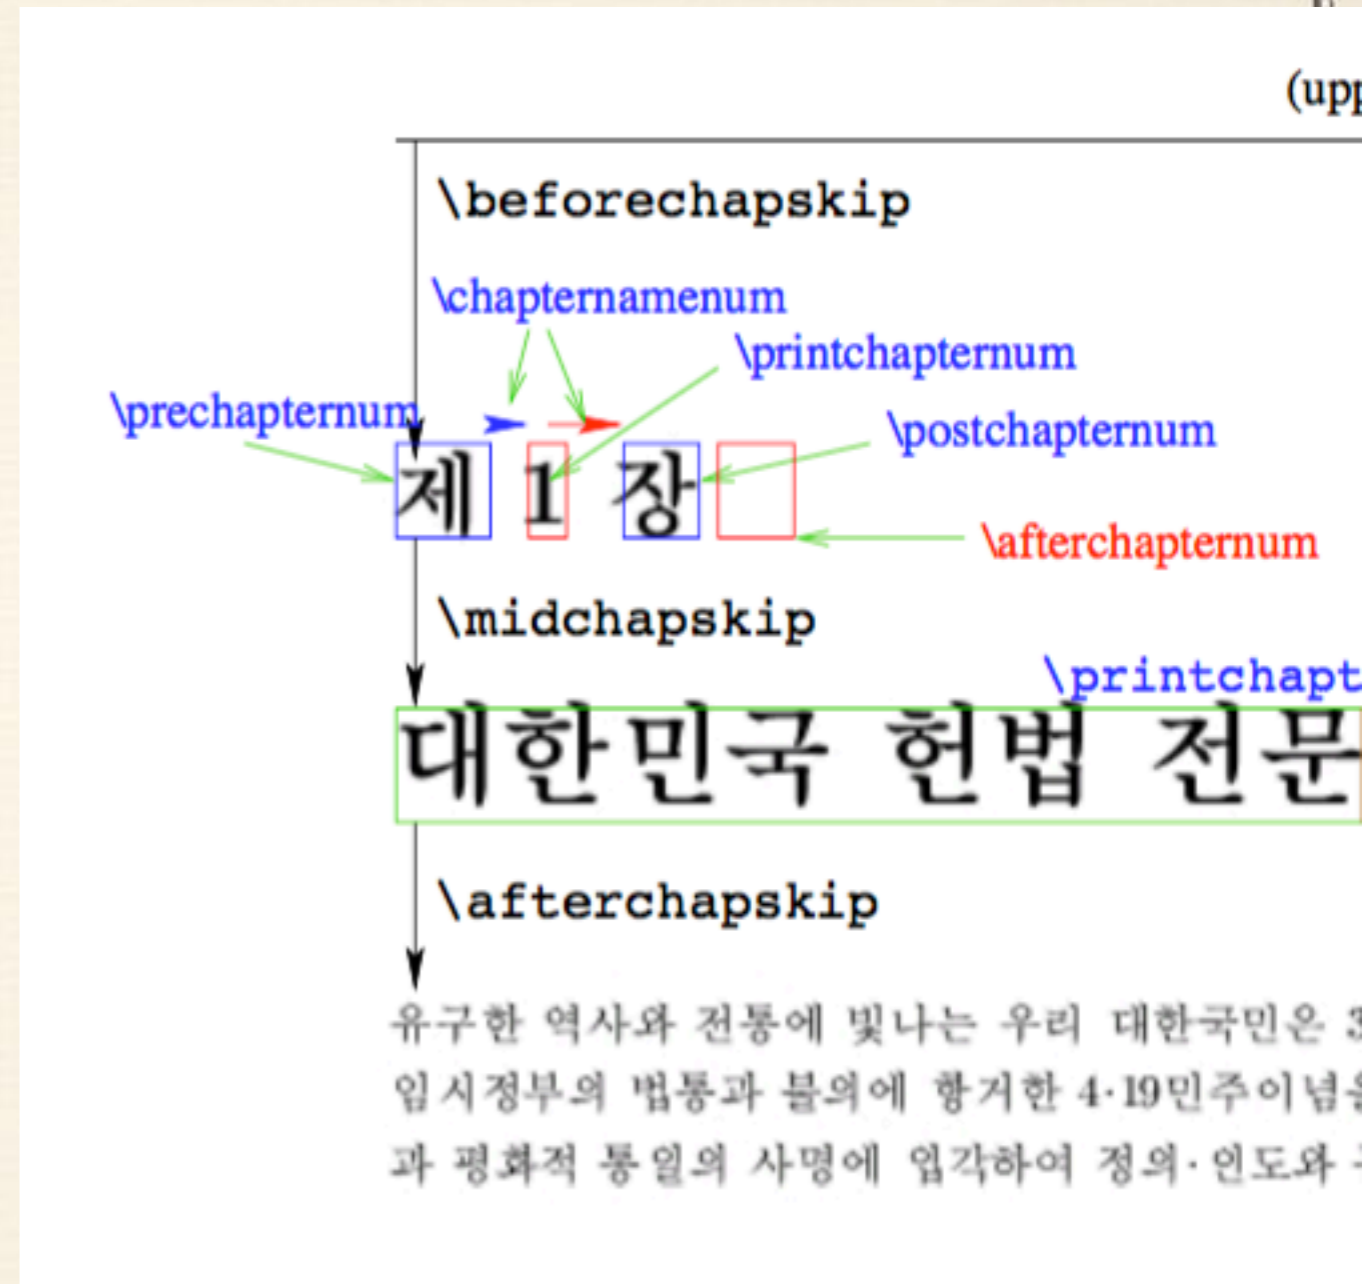 (upp
\beforechapskip
\chapternamenum
\printchapternum
\prechapternum
\postchapternum
제 1 장
\afterchapternum
\midchapskip
\printchapt
대한민국 헌법 전문
\afterchapskip
유구한 역사와 전통에 빛나는 우리 대한국민은 3
임시정부의 법통과 불의에 항거한 4·19민주이념을
과 평화적 통일의 사명에 입각하여 정의·인도와